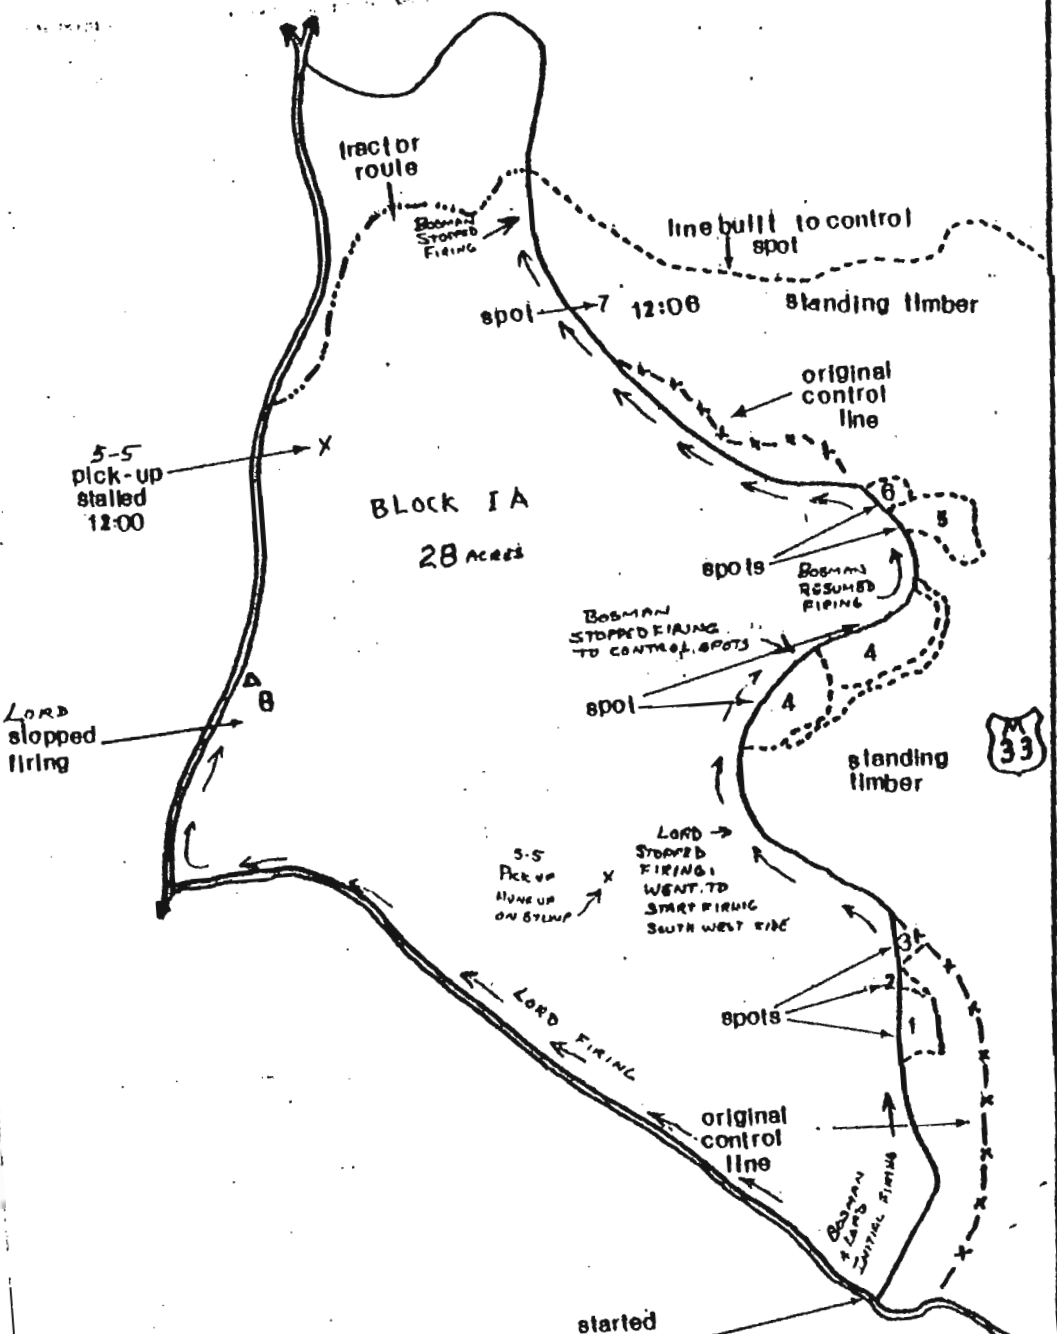 tractor
route
BOSMAN
STOPPED
FIRING
line built to control
spot
spot
7
12:06
standing timber
original
control
line
5-5
pick-up
stalled
12:00
X
BLOCK 1A
28 ACRES
6
5
spots
BOSMAN
RESUMED
FIRING
BOSMAN
STOPPED FIRING
TO CONTROL SPOTS
4
spot
4
8
LORD
stopped
firing
M
33
standing
timber
LORD
STOPPED
FIRING,
WENT TO
START FIRING
SOUTH WEST SIDE
5-5
PICK UP
HUNG UP
ON STUMP
X
3
2
spots
1
LORD FIRING
original
control
line
BOSMAN
& LORD
INITIAL FIRING
started